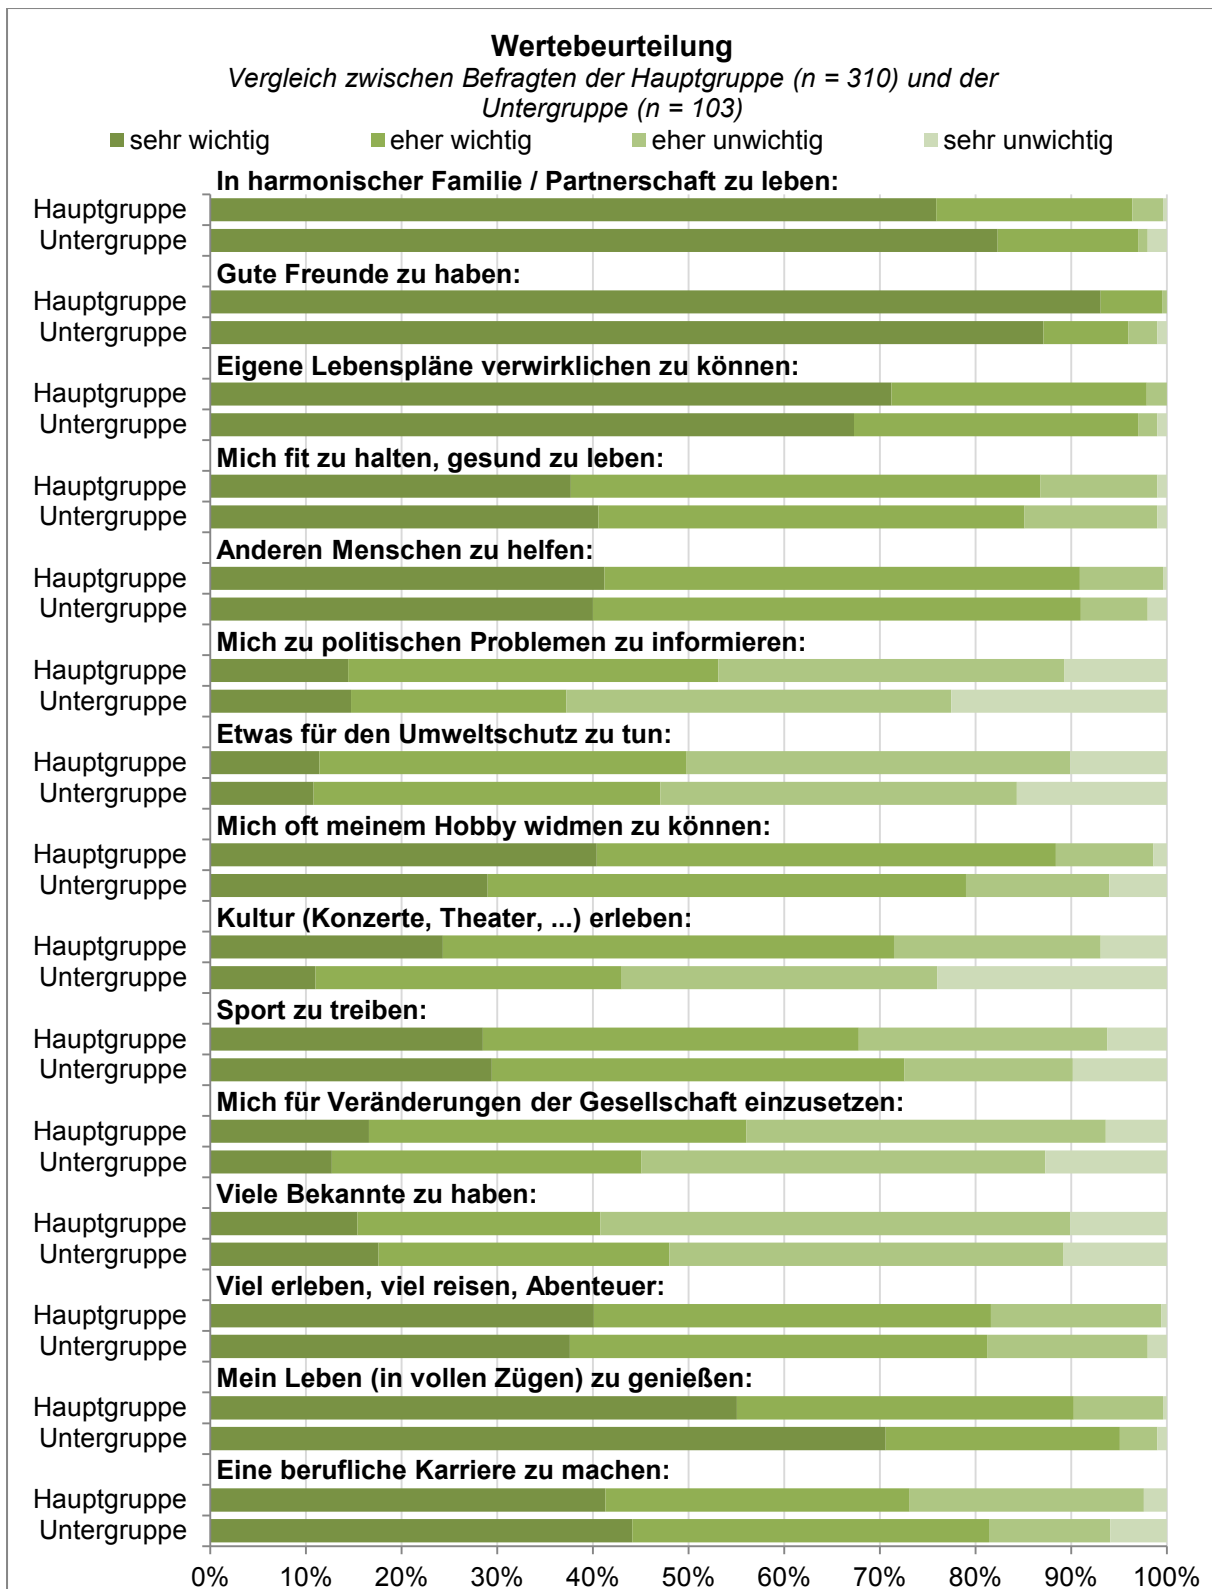 Wertebeurteilung
Vergleich zwischen Befragten der Hauptgruppe (n = 310) und der
Untergruppe (n = 103)
sehr wichtig eher wichtig eher unwichtig sehr unwichtig
In harmonischer Familie / Partnerschaft zu leben:
Hauptgruppe
Untergruppe
Gute Freunde zu haben:
Hauptgruppe
Untergruppe
Eigene Lebenspläne verwirklichen zu können:
Hauptgruppe
Untergruppe
Mich fit zu halten, gesund zu leben:
Hauptgruppe
Untergruppe
Anderen Menschen zu helfen:
Hauptgruppe
Untergruppe
Mich zu politischen Problemen zu informieren:
Hauptgruppe
Untergruppe
Etwas für den Umweltschutz zu tun:
Hauptgruppe
Untergruppe
Mich oft meinem Hobby widmen zu können:
Hauptgruppe
Untergruppe
Kultur (Konzerte, Theater, ...) erleben:
Hauptgruppe
Untergruppe
Sport zu treiben:
Hauptgruppe
Untergruppe
Mich für Veränderungen der Gesellschaft einzusetzen:
Hauptgruppe
Untergruppe
Viele Bekannte zu haben:
Hauptgruppe
Untergruppe
Viel erleben, viel reisen, Abenteuer:
Hauptgruppe
Untergruppe
Mein Leben (in vollen Zügen) zu genießen:
Hauptgruppe
Untergruppe
Eine berufliche Karriere zu machen:
Hauptgruppe
Untergruppe
0% 10% 20% 30% 40% 50% 60% 70% 80% 90% 100%